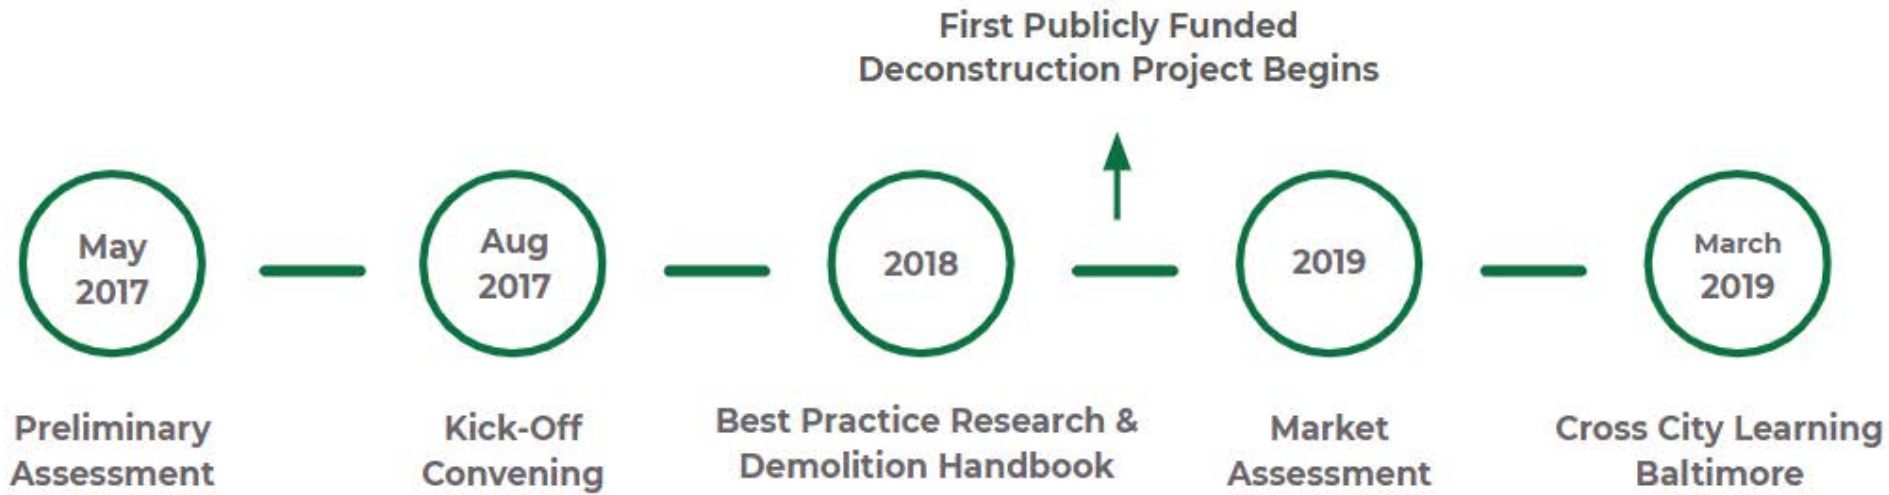 First Publicly Funded
Deconstruction Project Begins
May
2017
Aug
2017
2018
2019
March
2019
Preliminary
Assessment
Kick-Off
Convening
Best Practice Research &
Demolition Handbook
Market
Assessment
Cross City Learning
Baltimore